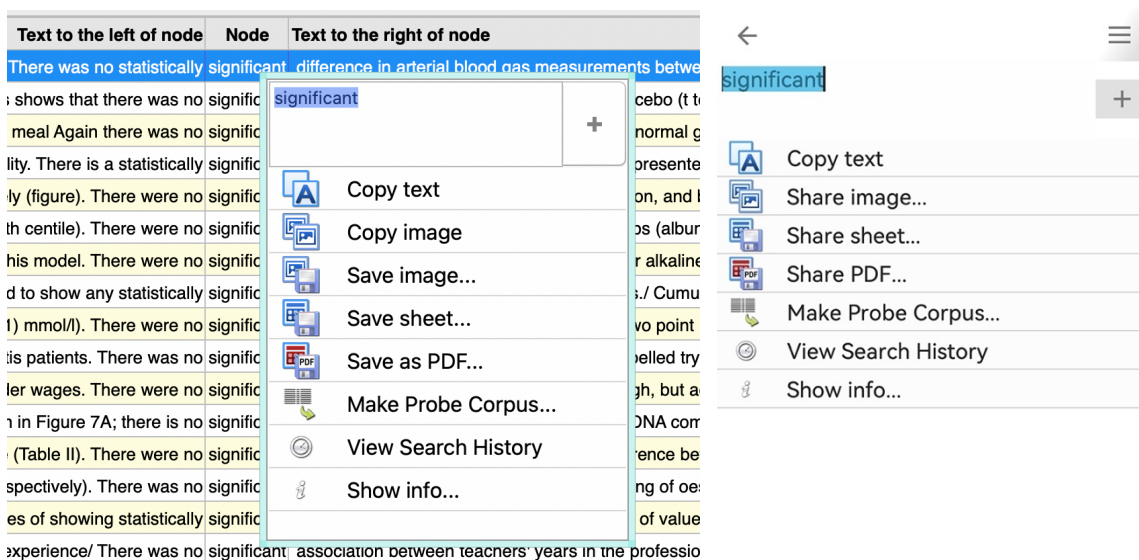 Text to the left of node Node Text to the right of node
There was no statistically significant difference in arterial blood gas measurements betwe
s shows that there was no signific cebo (t te
meal Again there was no signific normal g
lity. There is a statistically signific presente
ly (figure). There were no signific on, and b
th centile). There were no signific os (albun
his model. There were no signific r alkaline
d to show any statistically signific s./ Cumu
1) mmol/l). There were no signific wo point
tis patients. There was no signific pelled try
der wages. There were no signific gh, but a
n in Figure 7A; there is no signific DNA com
(Table II). There were no signific rence be
spectively). There was no signific ng of oes
es of showing statistically signific of value
experience/ There was no significant association between teachers' years in the professio
significant
+
Copy text
Copy image
Save image...
Save sheet...
PDF Save as PDF...
Make Probe Corpus...
View Search History
Show info...
significant
+
Copy text
Share image...
Share sheet...
PDF Share PDF...
Make Probe Corpus...
View Search History
Show info...